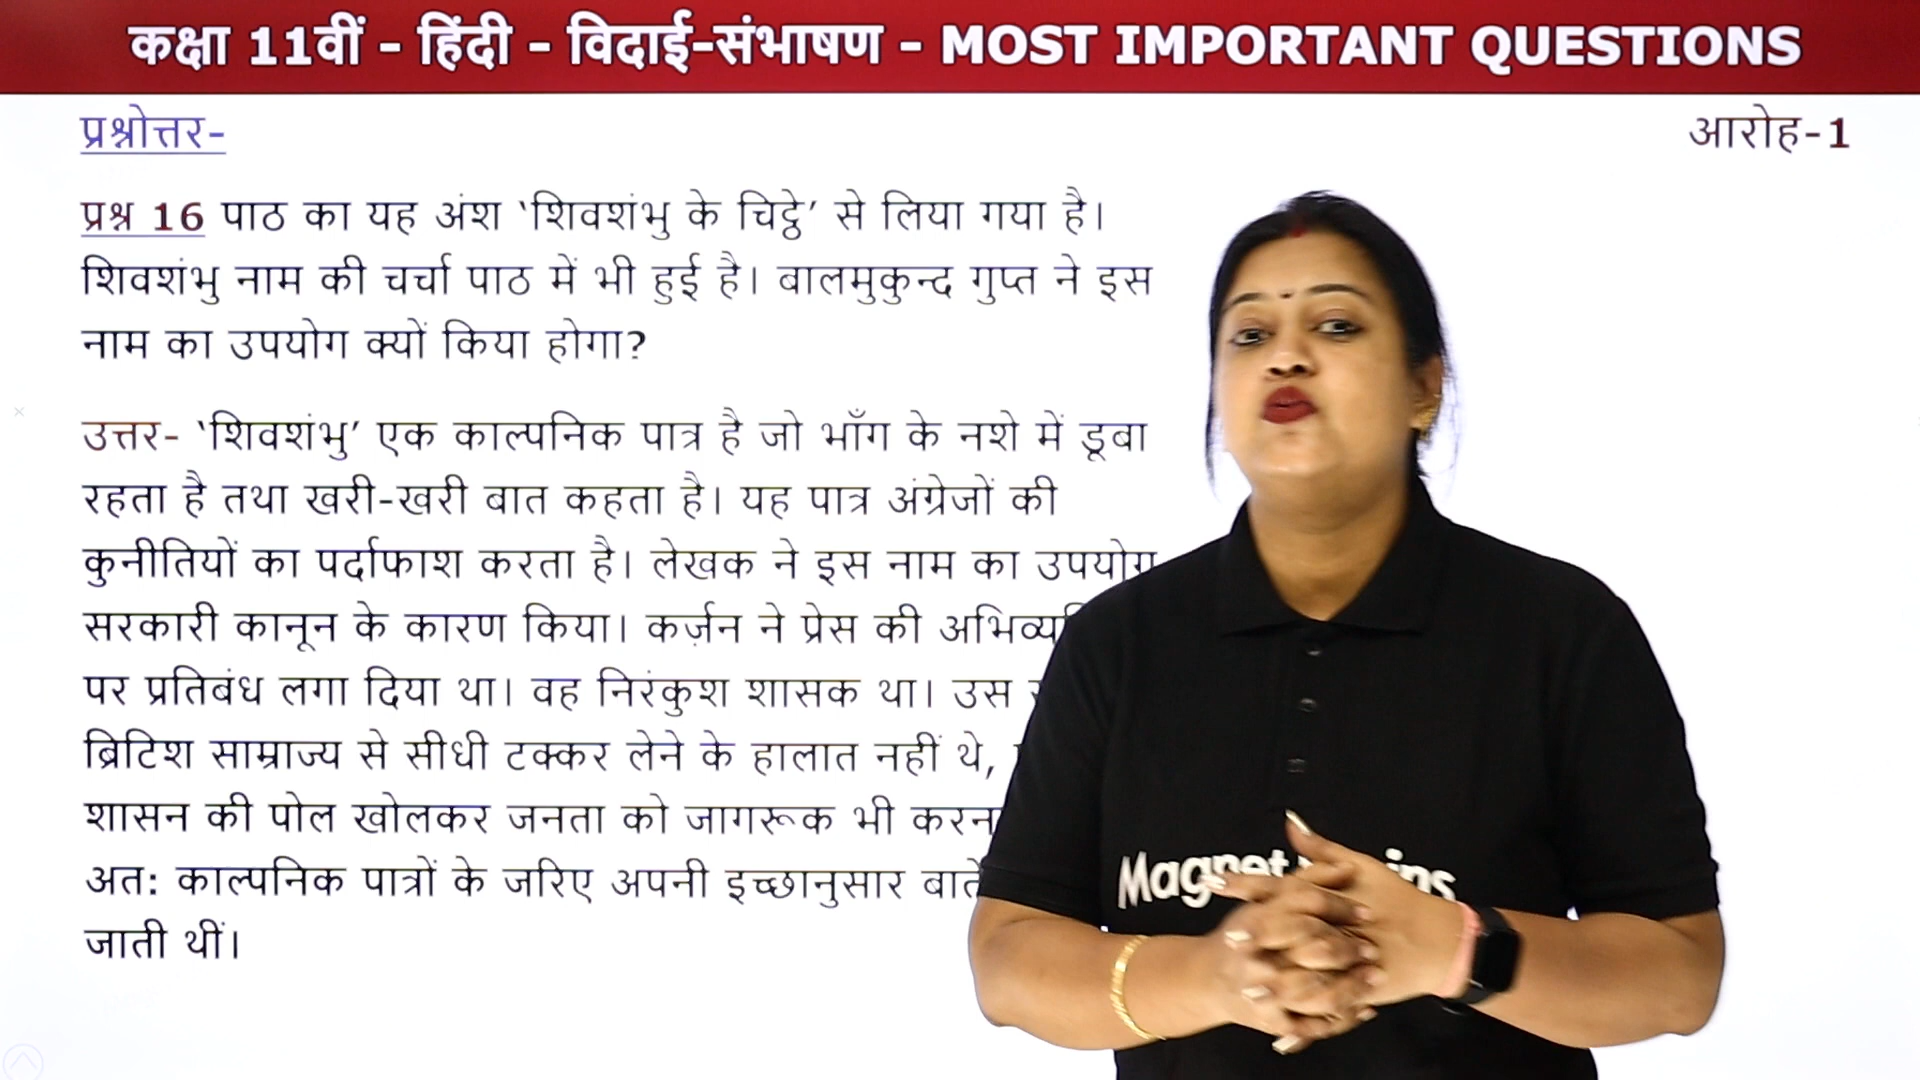 कक्षा 11वीं - हिंदी - विदाई-संभाषण - MOST IMPORTANT QUESTIONS
प्रश्नोत्तर-
आरोह-1
प्रश्न 16 पाठ का यह अंश 'शिवशंभु के चिट्ठे' से लिया गया है।
शिवशंभु नाम की चर्चा पाठ में भी हुई है। बालमुकुन्द गुप्त ने इस
नाम का उपयोग क्यों किया होगा?
उत्तर- 'शिवशंभु' एक काल्पनिक पात्र है जो भाँग के नशे में डूबा
रहता है तथा खरी-खरी बात कहता है। यह पात्र अंग्रेजों की
कुनीतियों का पर्दाफाश करता है। लेखक ने इस नाम का उपयोग
सरकारी कानून के कारण किया। कर्ज़न ने प्रेस की
पर प्रतिबंध लगा दिया था। वह निरंकुश शासक था। उस
ब्रिटिश साम्राज्य से सीधी टक्कर लेने के हालात नहीं थे,
शासन की पोल खोलकर जनता को जागरूक भी
अत: काल्पनिक पात्रों के जरिए अपनी इच्छानुसार
जाती थीं।